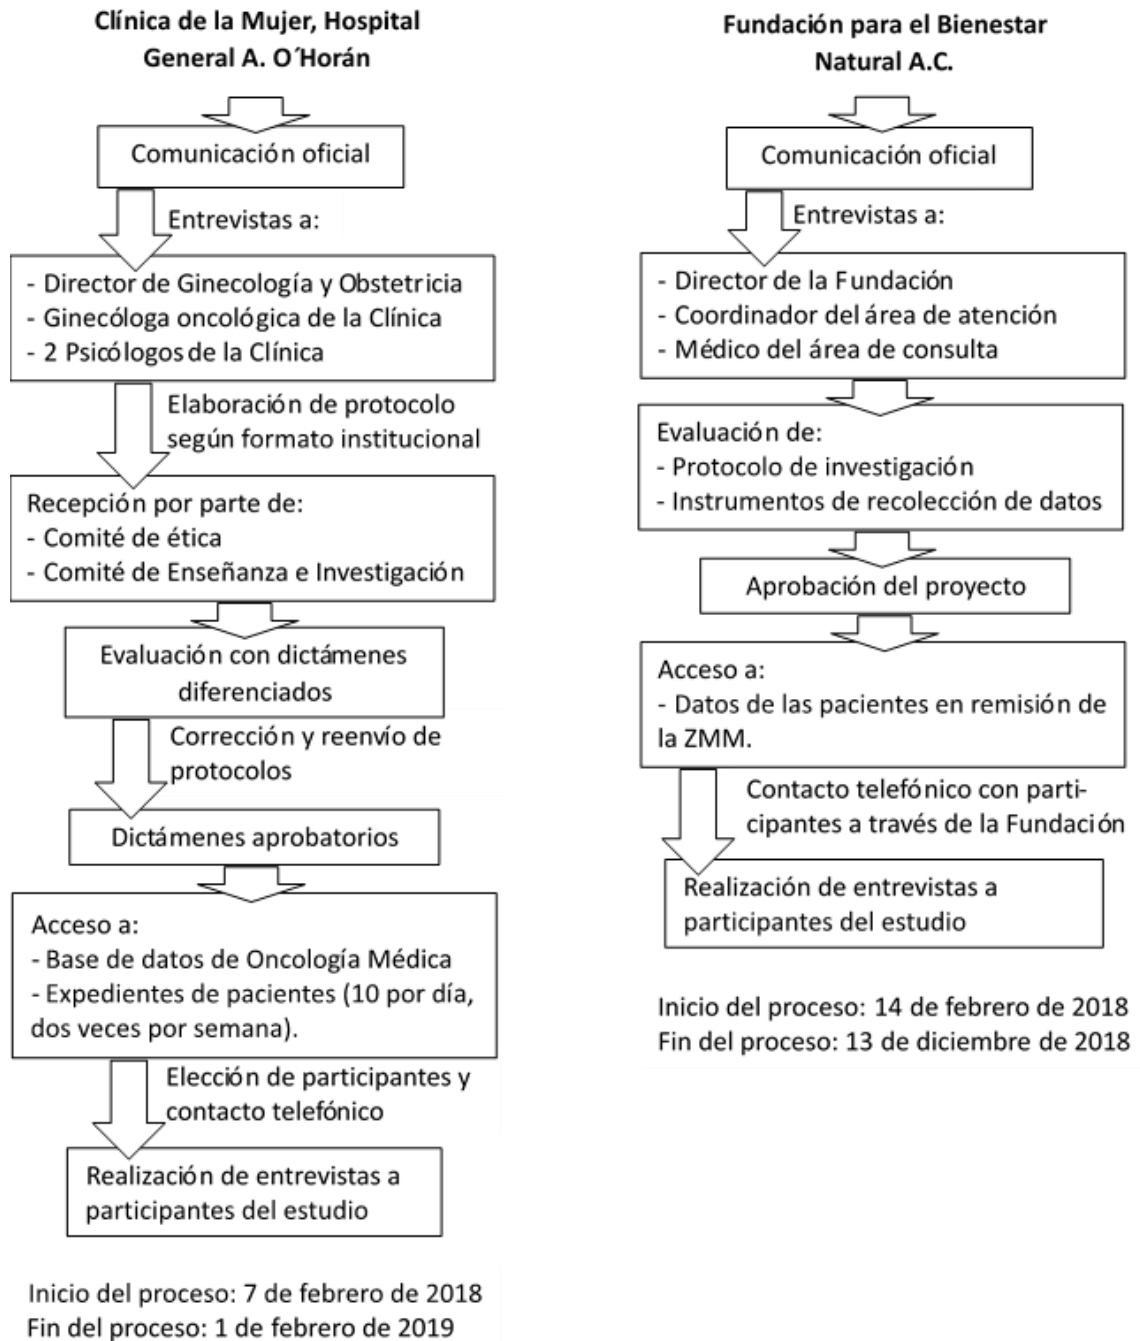 Clínica de la Mujer, Hospital
General A. O´Horán
Comunicación oficial
Entrevistas a:
- Director de Ginecología y Obstetricia
- Ginecóloga oncológica de la Clínica
- 2 Psicólogos de la Clínica
Elaboración de protocolo
según formato institucional
Recepción por parte de:
- Comité de ética
- Comité de Enseñanza e Investigación
Evaluación con dictámenes
diferenciados
Corrección y reenvío de
protocolos
Dictámenes aprobatorios
Acceso a:
- Base de datos de Oncología Médica
- Expedientes de pacientes (10 por día,
dos veces por semana).
Elección de participantes y
contacto telefónico
Realización de entrevistas a
participantes del estudio
Inicio del proceso: 7 de febrero de 2018
Fin del proceso: 1 de febrero de 2019
Fundación para el Bienestar
Natural A.C.
Comunicación oficial
Entrevistas a:
- Director de la Fundación
- Coordinador del área de atención
- Médico del área de consulta
Evaluación de:
- Protocolo de investigación
- Instrumentos de recolección de datos
Aprobación del proyecto
Acceso a:
- Datos de las pacientes en remisión de
la ZMM.
Contacto telefónico con parti-
cipantes a través de la Fundación
Realización de entrevistas a
participantes del estudio
Inicio del proceso: 14 de febrero de 2018
Fin del proceso: 13 de diciembre de 2018